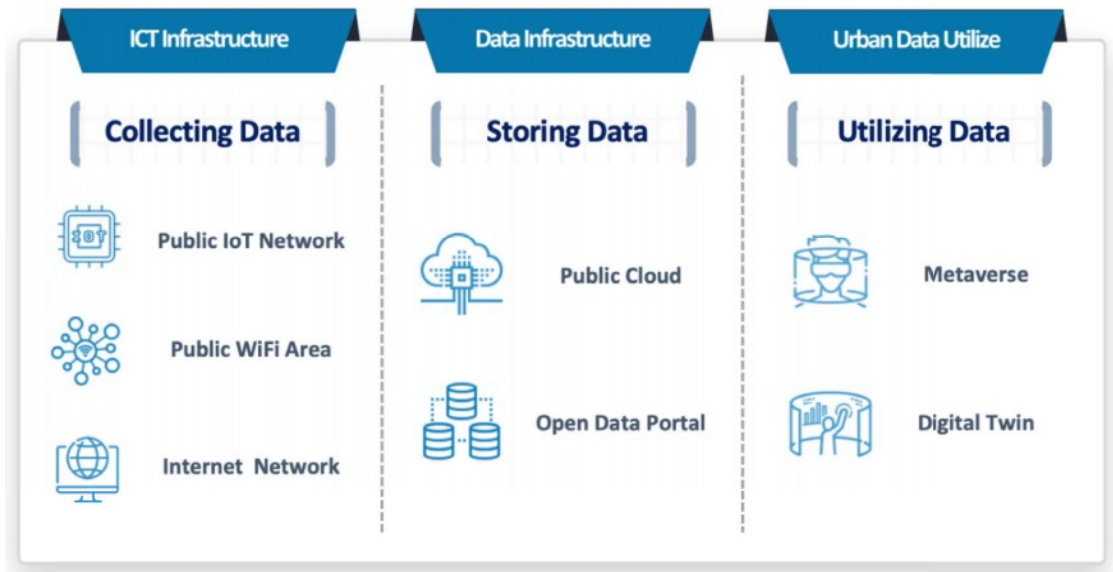 ICT Infrastructure
Collecting Data
IOT
Public IoT Network
Public WiFi Area
Internet Network
Data Infrastructure
Storing Data
Public Cloud
Open Data Portal
Urban Data Utilize
Utilizing Data
Metaverse
Digital Twin